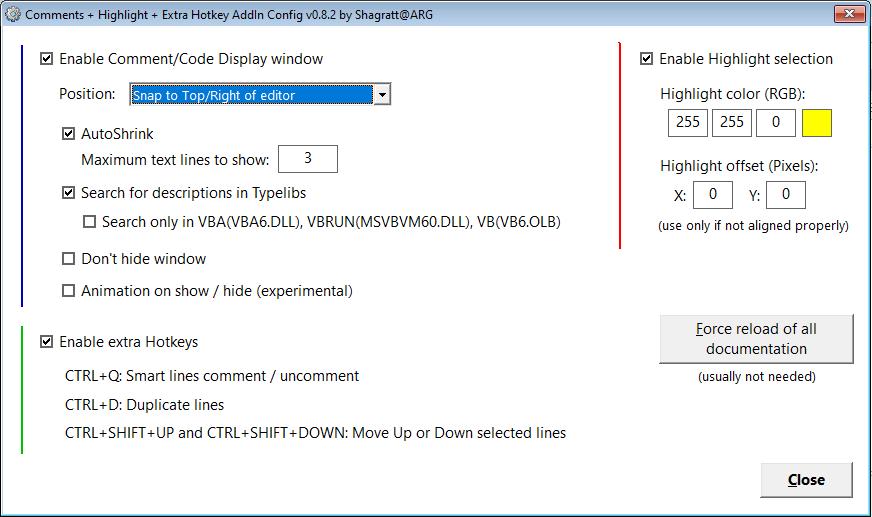 Comments + Highlight + Extra Hotkey AddIn Config v0.8.2 by Shagratt@ARG
Enable Comment/Code Display window
Position: Snap to Top/Right of editor
AutoShrink
Maximum text lines to show: 3
Search for descriptions in Typelibs
Search only in VBA(VBA6.DLL), VBRUN(MSVBVM60.DLL), VB(VB6.OLB)
Don't hide window
Animation on show / hide (experimental)
Enable extra Hotkeys
CTRL+Q: Smart lines comment / uncomment
CTRL+D: Duplicate lines
CTRL+SHIFT+UP and CTRL+SHIFT+DOWN: Move Up or Down selected lines
Enable Highlight selection
Highlight color (RGB):
255 255 0
Highlight offset (Pixels):
X: 0 Y: 0
(use only if not aligned properly)
Force reload of all
documentation
(usually not needed)
Close